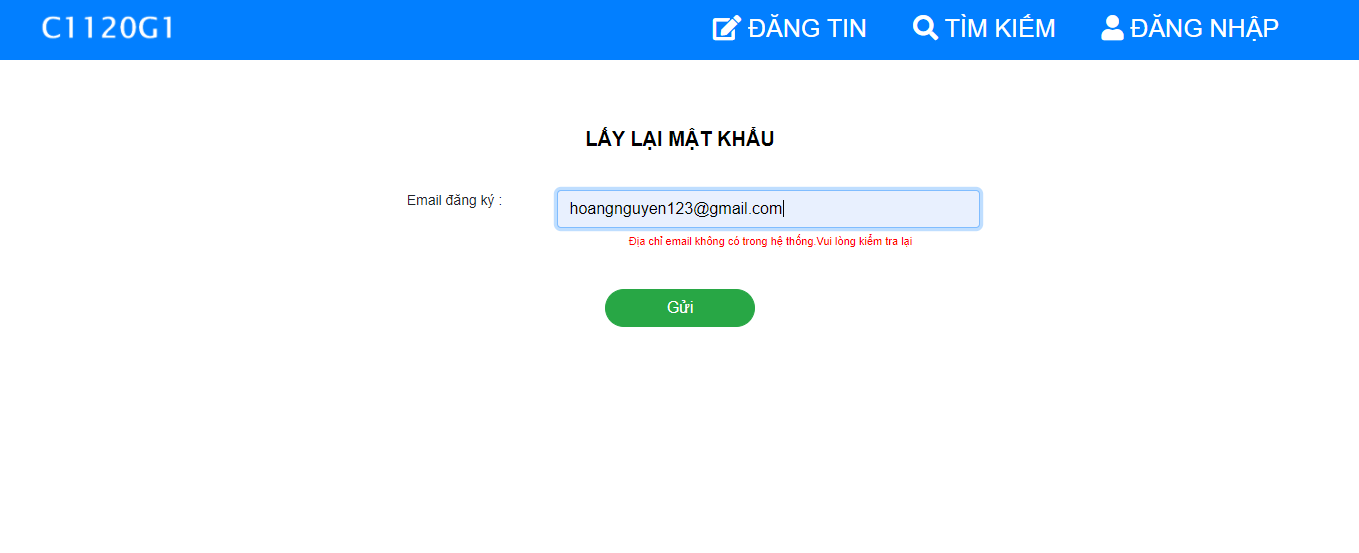 C1120G1 ĐĂNG TIN TÌM KIẾM ĐĂNG NHẬP
LẤY LẠI MẬT KHẨU
Email đăng ký : hoangnguyen123@gmail.com
Địa chỉ email không có trong hệ thống.Vui lòng kiểm tra lại
Gửi